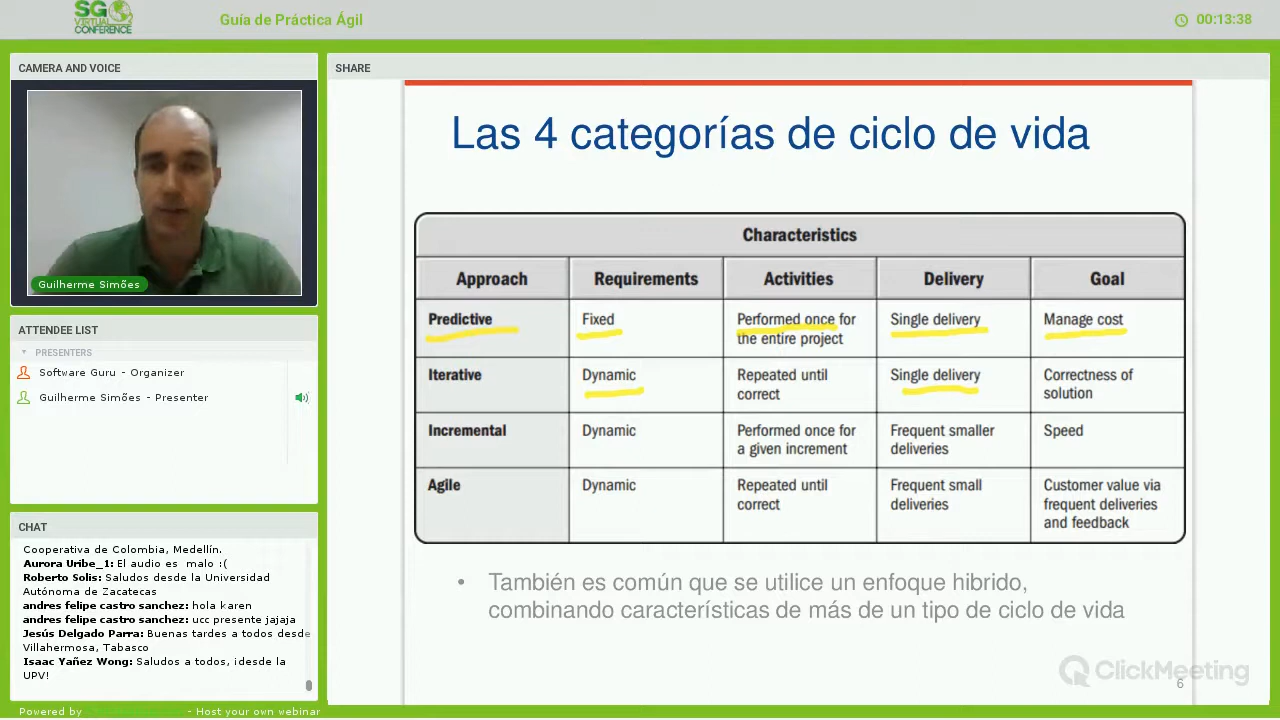 SG
VIRTUAL
CONFERENCE
Guía de Práctica Ágil
00:13:38
CAMERA AND VOICE
Guilherme Simões
ATTENDEE LIST
PRESENTERS
Software Guru - Organizer
Guilherme Simões - Presenter
CHAT
Cooperativa de Colombia, Medellín.
Aurora Uribe_1: El audio es malo :(
Roberto Solis: Saludos desde la Universidad
Autónoma de Zacatecas
andres felipe castro sanchez: hola karen
andres felipe castro sanchez: ucc presente jajaja
Jesús Delgado Parra: Buenas tardes a todos desde
Villahermosa, Tabasco
Isaac Yañez Wong: Saludos a todos, ¡desde la
UPV!
Powered by - Host your own webinar
SHARE
Las 4 categorías de ciclo de vida
Characteristics
Approach Requirements Activities Delivery Goal
Predictive Fixed Performed once for the entire project Single delivery Manage cost
Iterative Dynamic Repeated until correct Single delivery Correctness of solution
Incremental Dynamic Performed once for a given increment Frequent smaller deliveries Speed
Agile Dynamic Repeated until correct Frequent small deliveries Customer value via frequent deliveries and feedback
• También es común que se utilice un enfoque hibrido,
combinando características de más de un tipo de ciclo de vida
ClickMeeting
6